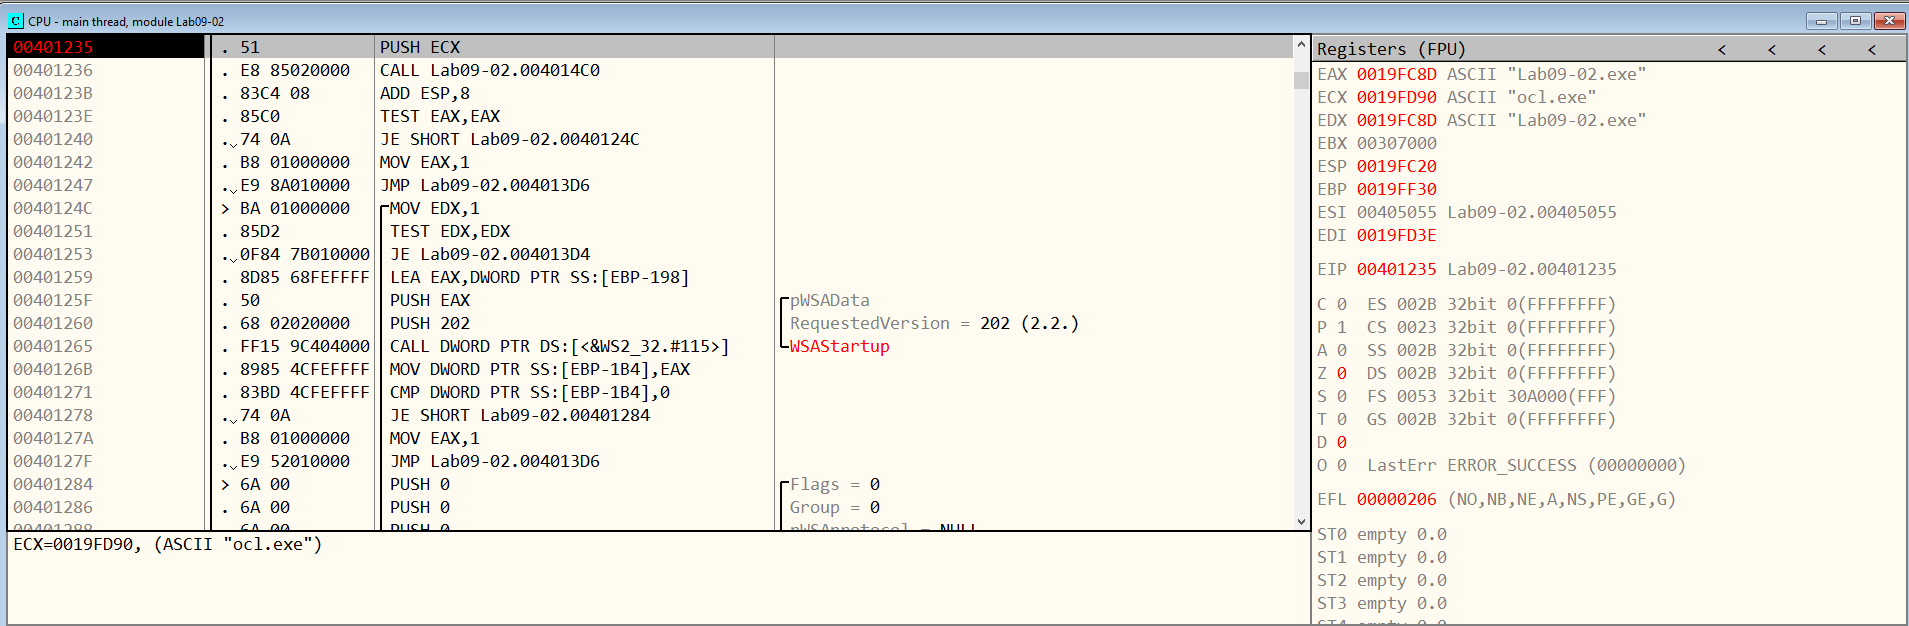 C CPU - main thread, module Lab09-02
00401235 . 51 PUSH ECX
00401236 . E8 85020000 CALL Lab09-02.004014C0
0040123B . 83C4 08 ADD ESP,8
0040123E . 85C0 TEST EAX,EAX
00401240 .⌄74 0A JE SHORT Lab09-02.0040124C
00401242 . B8 01000000 MOV EAX,1
00401247 .⌄E9 8A010000 JMP Lab09-02.004013D6
0040124C > BA 01000000 MOV EDX,1
00401251 . 85D2 TEST EDX,EDX
00401253 .⌄0F84 7B010000 JE Lab09-02.004013D4
00401259 . 8D85 68FEFFFF LEA EAX,DWORD PTR SS:[EBP-198]
0040125F . 50 PUSH EAX pWSAData
00401260 . 68 02020000 PUSH 202 RequestedVersion = 202 (2.2.)
00401265 . FF15 9C404000 CALL DWORD PTR DS:[<&WS2_32.#115>] WSAStartup
0040126B . 8985 4CFEFFFF MOV DWORD PTR SS:[EBP-1B4],EAX
00401271 . 83BD 4CFEFFFF CMP DWORD PTR SS:[EBP-1B4],0
00401278 .⌄74 0A JE SHORT Lab09-02.00401284
0040127A . B8 01000000 MOV EAX,1
0040127F .⌄E9 52010000 JMP Lab09-02.004013D6
00401284 > 6A 00 PUSH 0 Flags = 0
00401286 . 6A 00 PUSH 0 Group = 0
00401288 . 6A 00 PUSH 0 pWSAprotocol = NULL
ECX=0019FD90, (ASCII "ocl.exe")
Registers (FPU) < < < <
EAX 0019FC8D ASCII "Lab09-02.exe"
ECX 0019FD90 ASCII "ocl.exe"
EDX 0019FC8D ASCII "Lab09-02.exe"
EBX 00307000
ESP 0019FC20
EBP 0019FF30
ESI 00405055 Lab09-02.00405055
EDI 0019FD3E
EIP 00401235 Lab09-02.00401235
C 0 ES 002B 32bit 0(FFFFFFFF)
P 1 CS 0023 32bit 0(FFFFFFFF)
A 0 SS 002B 32bit 0(FFFFFFFF)
Z 0 DS 002B 32bit 0(FFFFFFFF)
S 0 FS 0053 32bit 30A000(FFF)
T 0 GS 002B 32bit 0(FFFFFFFF)
D 0
O 0 LastErr ERROR_SUCCESS (00000000)
EFL 00000206 (NO,NB,NE,A,NS,PE,GE,G)
ST0 empty 0.0
ST1 empty 0.0
ST2 empty 0.0
ST3 empty 0.0
ST4 empty 0.0